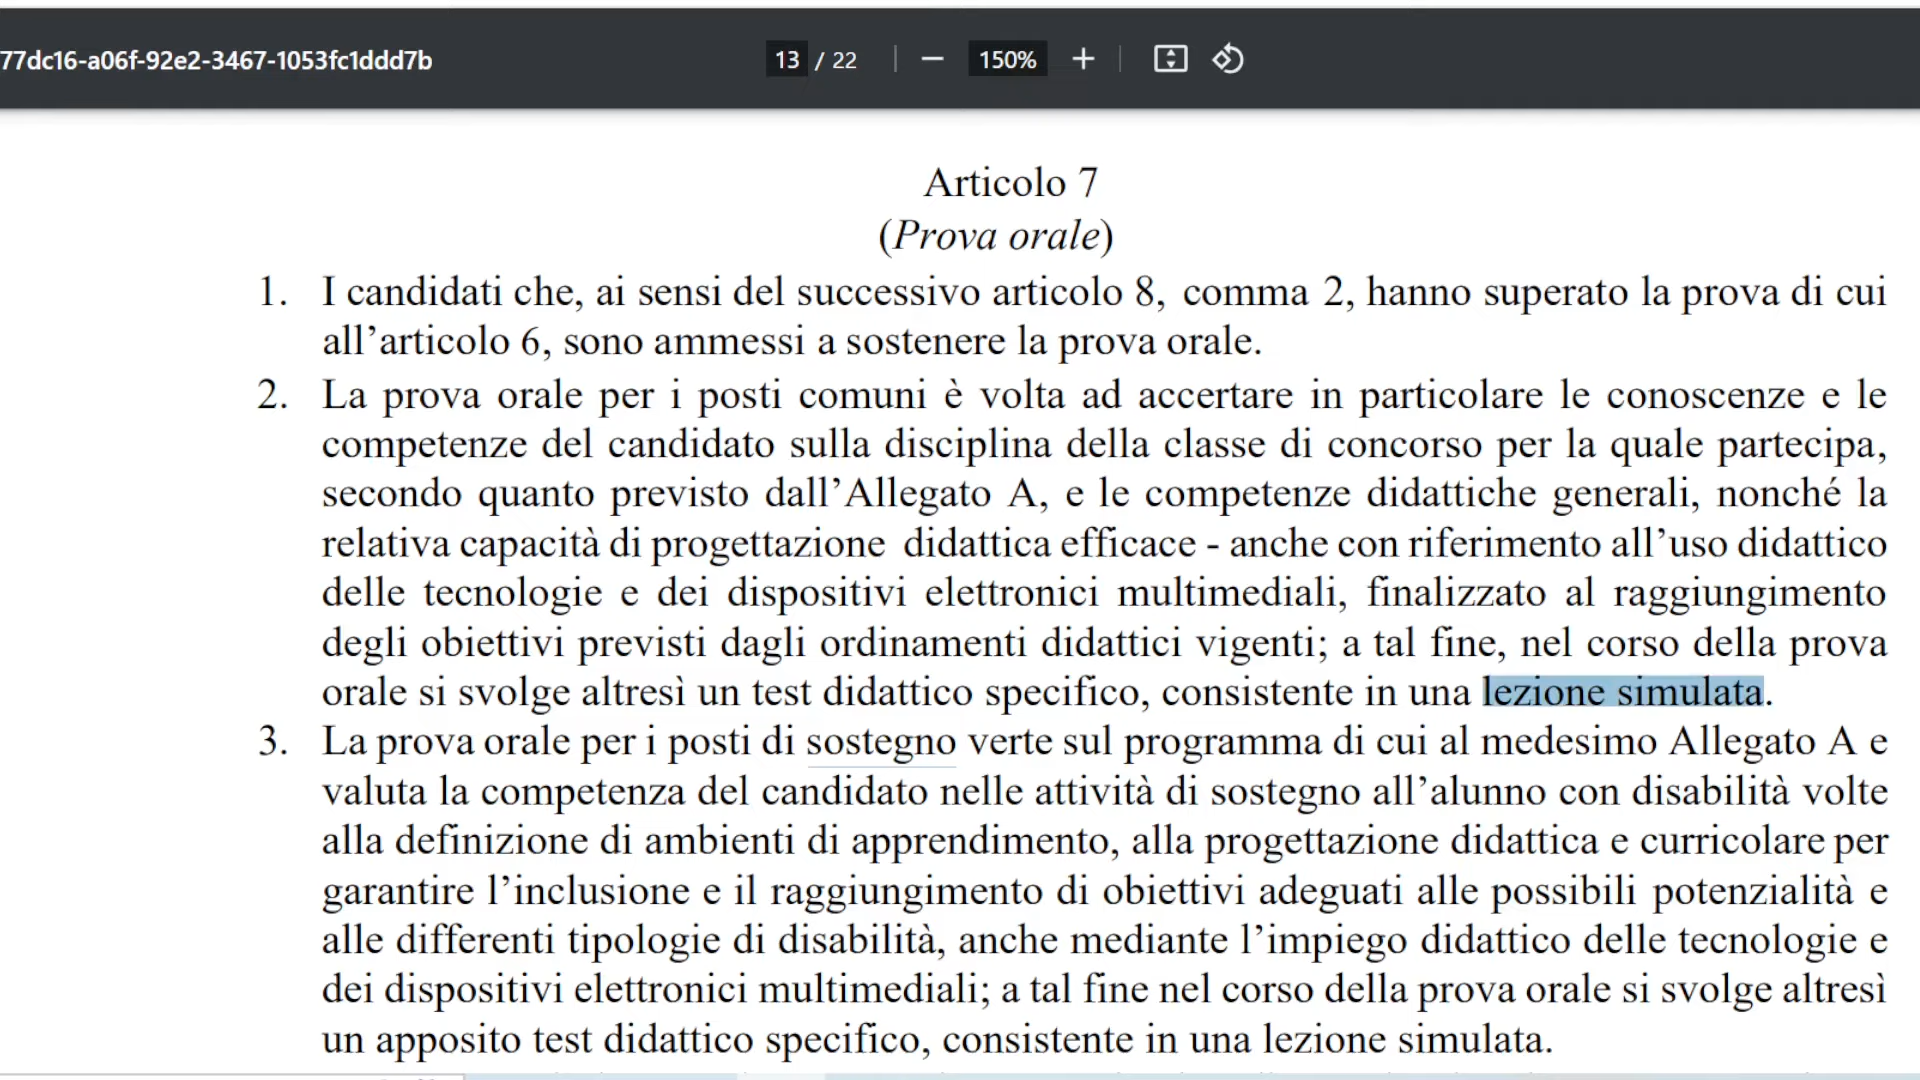 77dc16-a06f-92e2-3467-1053fc1ddd7b
13 / 22
150%
Articolo 7
(Prova orale)
1. I candidati che, ai sensi del successivo articolo 8, comma 2, hanno superato la prova di cui
all’articolo 6, sono ammessi a sostenere la prova orale.
2. La prova orale per i posti comuni è volta ad accertare in particolare le conoscenze e le
competenze del candidato sulla disciplina della classe di concorso per la quale partecipa,
secondo quanto previsto dall’Allegato A, e le competenze didattiche generali, nonché la
relativa capacità di progettazione didattica efficace - anche con riferimento all’uso didattico
delle tecnologie e dei dispositivi elettronici multimediali, finalizzato al raggiungimento
degli obiettivi previsti dagli ordinamenti didattici vigenti; a tal fine, nel corso della prova
orale si svolge altresì un test didattico specifico, consistente in una lezione simulata.
3. La prova orale per i posti di sostegno verte sul programma di cui al medesimo Allegato A e
valuta la competenza del candidato nelle attività di sostegno all’alunno con disabilità volte
alla definizione di ambienti di apprendimento, alla progettazione didattica e curricolare per
garantire l’inclusione e il raggiungimento di obiettivi adeguati alle possibili potenzialità e
alle differenti tipologie di disabilità, anche mediante l’impiego didattico delle tecnologie e
dei dispositivi elettronici multimediali; a tal fine nel corso della prova orale si svolge altresì
un apposito test didattico specifico, consistente in una lezione simulata.